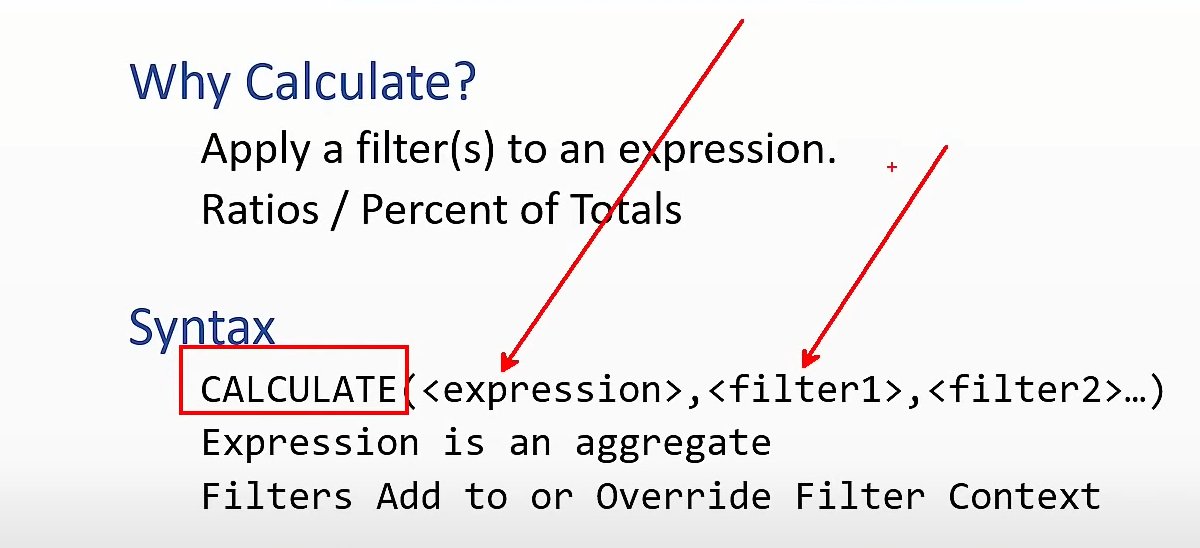 Why Calculate?
Apply a filter(s) to an expression.
Ratios / Percent of Totals
Syntax
CALCULATE(<expression>,<filter1>,<filter2>…)
Expression is an aggregate
Filters Add to or Override Filter Context